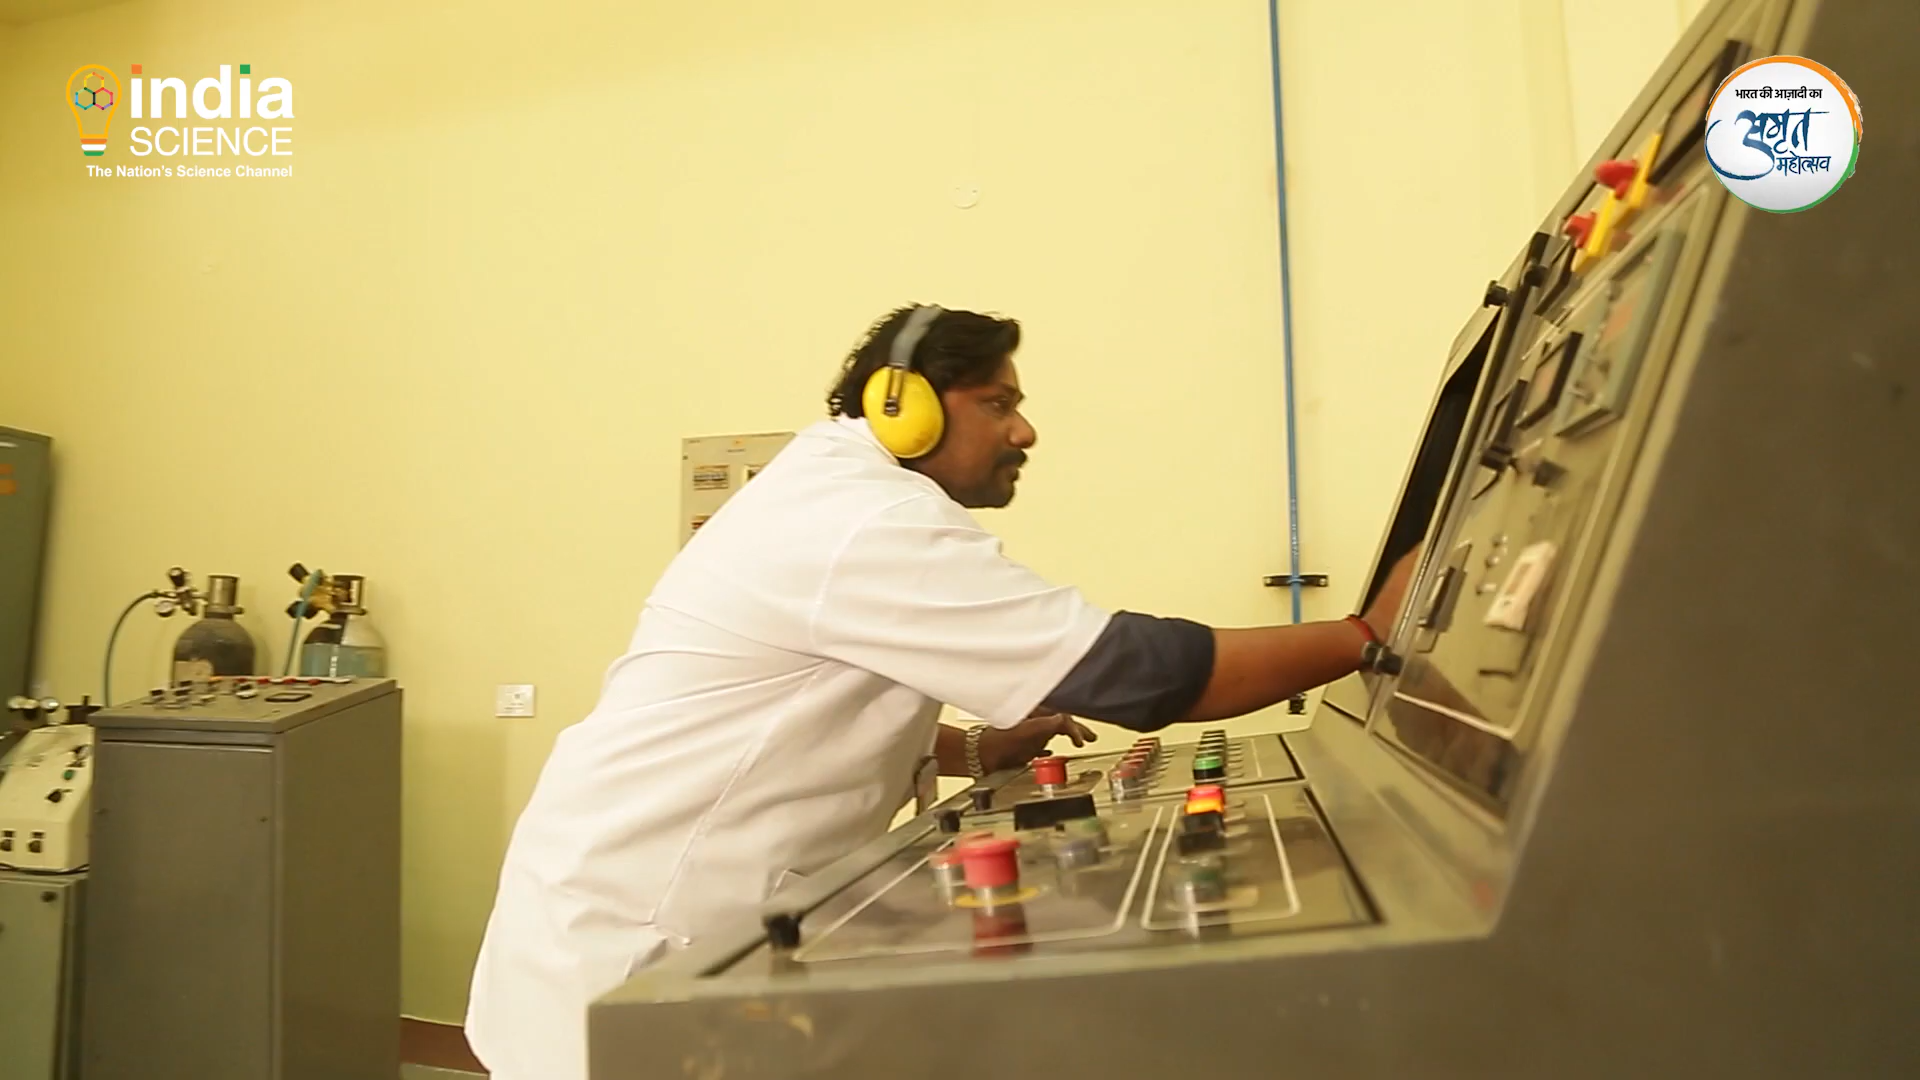 india
SCIENCE
The Nation's Science Channel
भारत की आज़ादी का
अमृत
महोत्सव